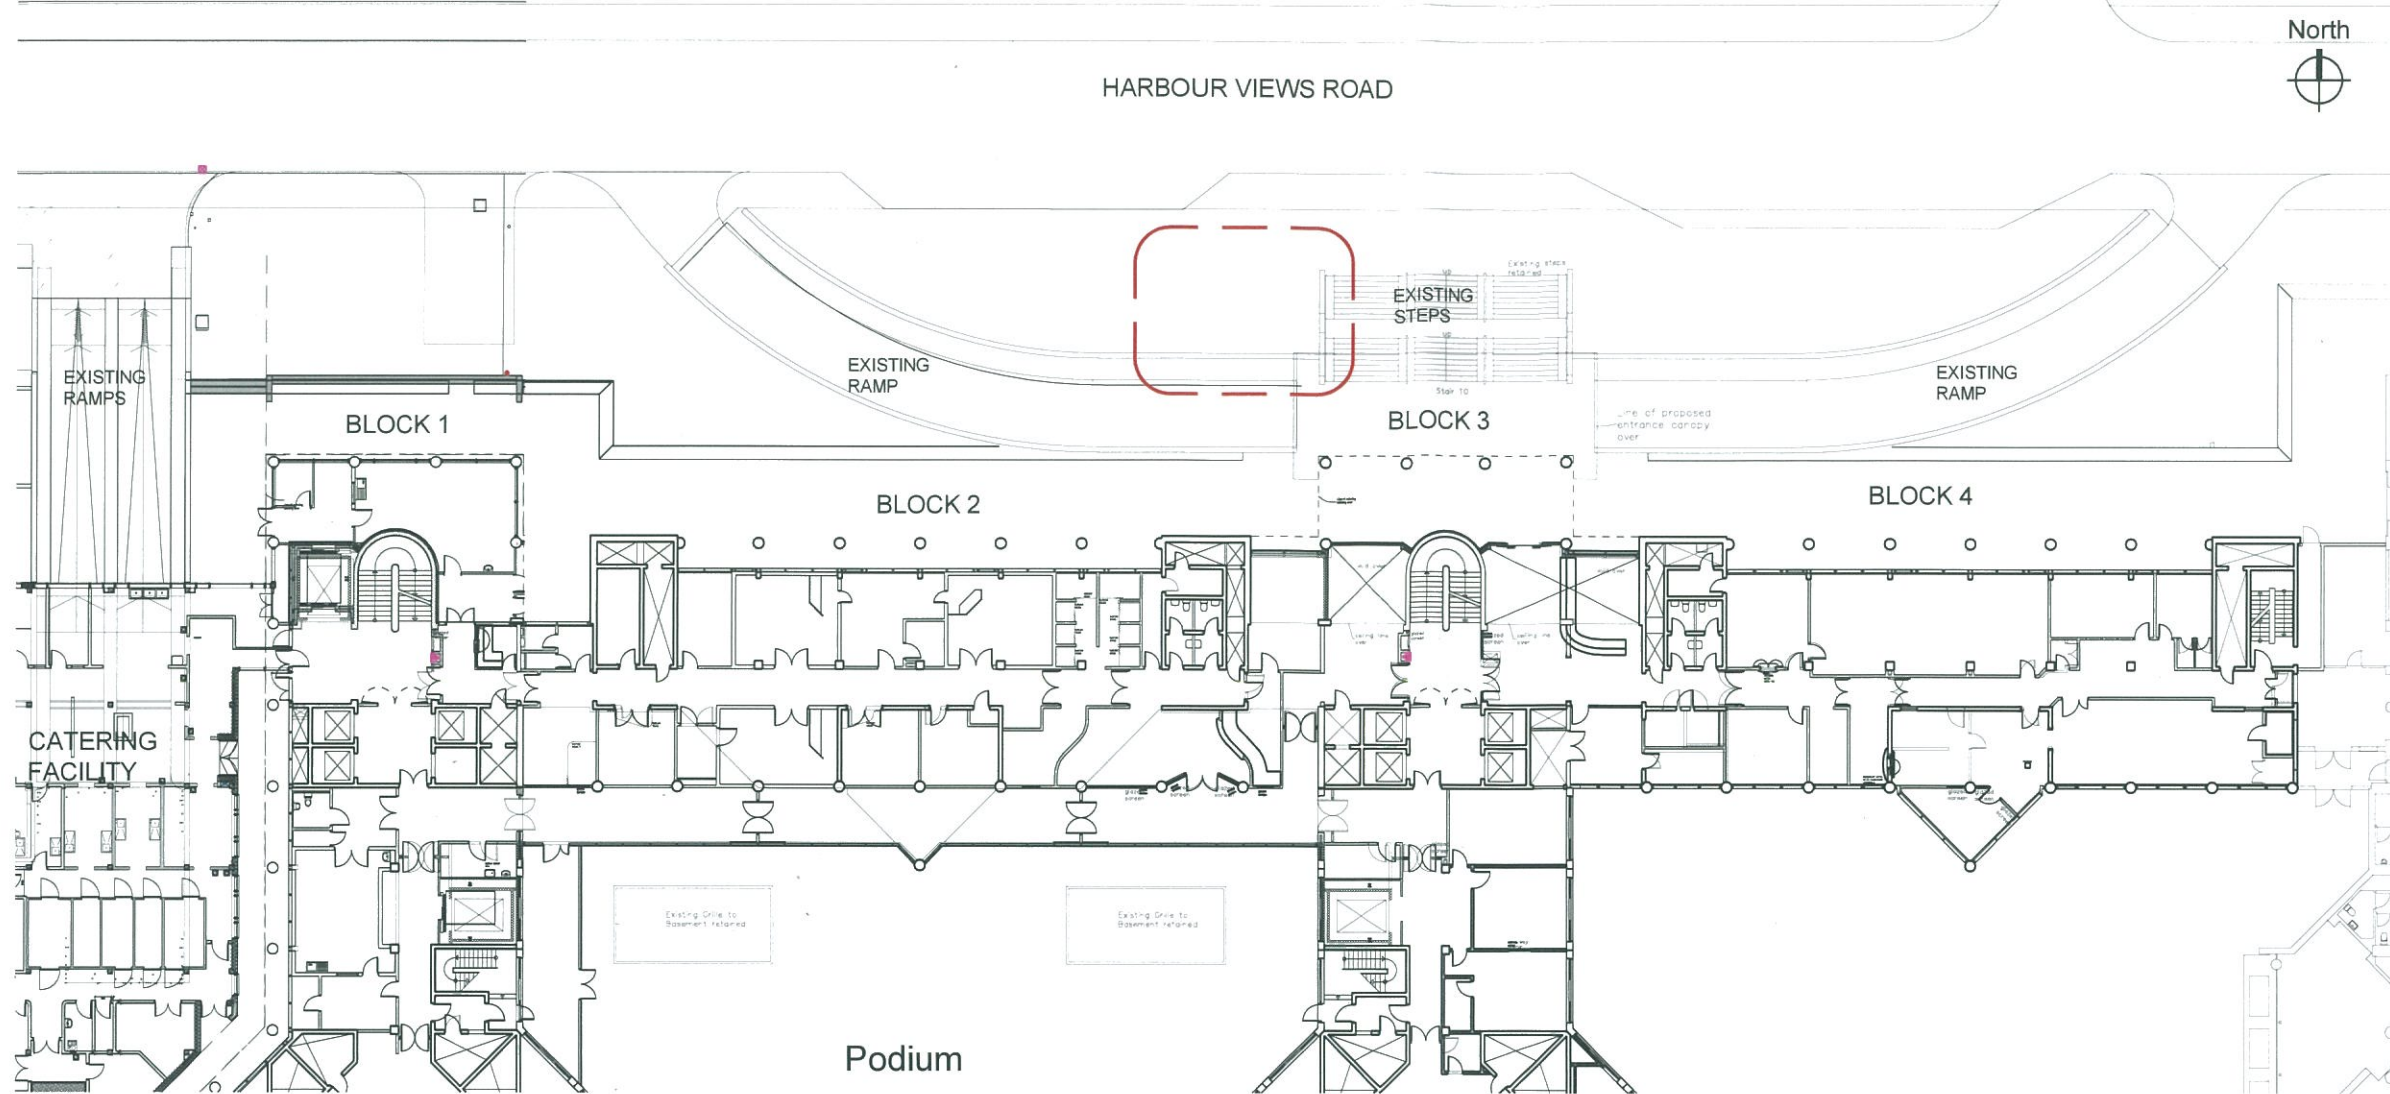 North
HARBOUR VIEWS ROAD
Existing steps
retained
EXISTING
STEPS
EXISTING
RAMP
EXISTING
RAMP
EXISTING
RAMPS
Stair TO
BLOCK 1
BLOCK 3
Line of proposed
entrance canopy
over
BLOCK 2
BLOCK 4
CATERING
FACILITY
Existing Grille to
Basement retained
Existing Grille to
Basement retained
Podium